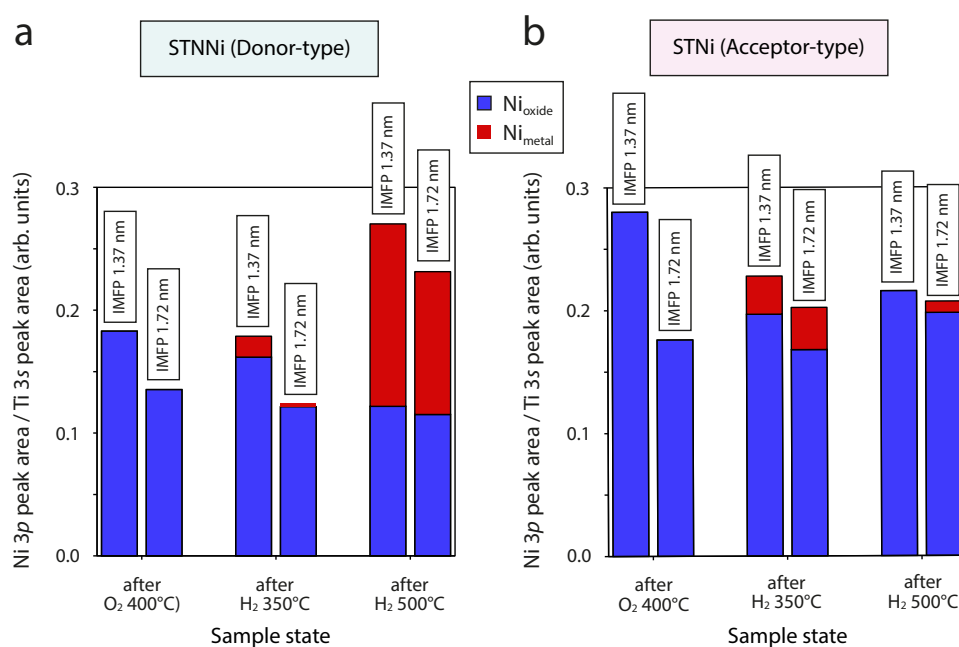 a
STNNi (Donor-type)
b
STNi (Acceptor-type)
Ni oxide
Ni metal
Ni 3p peak area / Ti 3s peak area (arb. units)
0.3
0.2
0.1
0.0
IMFP 1.37 nm
IMFP 1.72 nm
IMFP 1.37 nm
IMFP 1.72 nm
IMFP 1.37 nm
IMFP 1.72 nm
after
O₂ 400°C)
after
H₂ 350°C
after
H₂ 500°C
Sample state
Ni 3p peak area / Ti 3s peak area (arb. units)
0.3
0.2
0.1
0.0
IMFP 1.37 nm
IMFP 1.72 nm
IMFP 1.37 nm
IMFP 1.72 nm
IMFP 1.37 nm
IMFP 1.72 nm
after
O₂ 400°C
after
H₂ 350°C
after
H₂ 500°C
Sample state